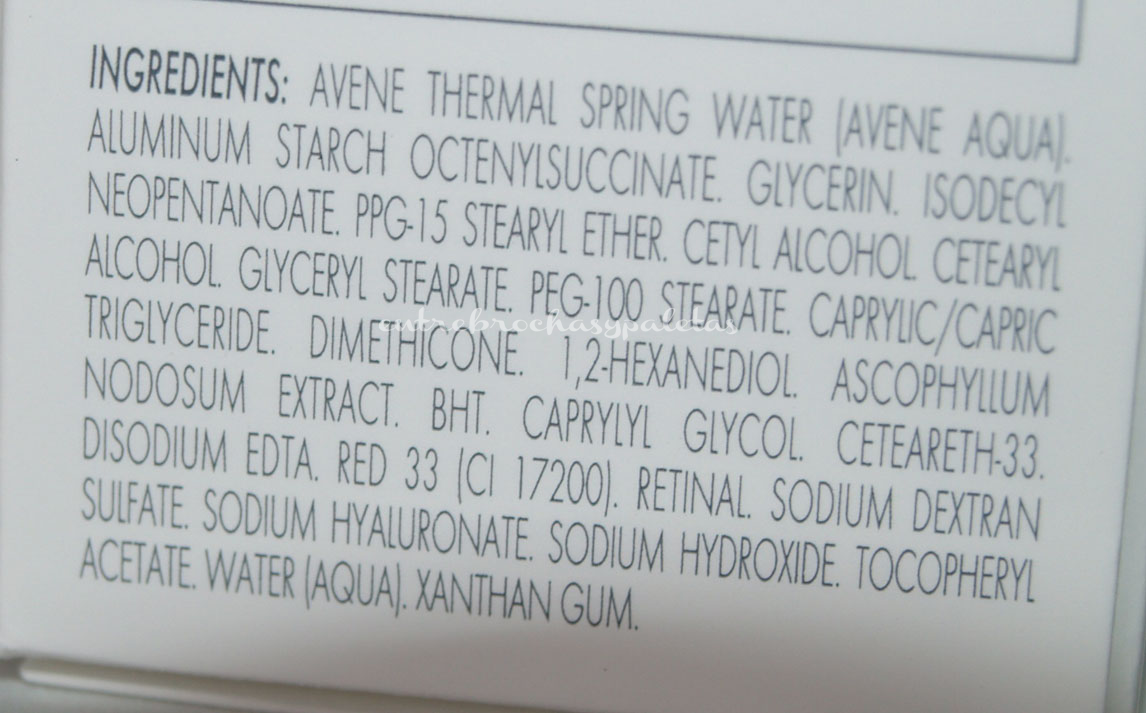 INGREDIENTS: AVENE THERMAL SPRING WATER (AVENE AQUA).
ALUMINUM STARCH OCTENYLSUCCINATE. GLYCERIN. ISODECYL
NEOPENTANOATE. PPG-15 STEARYL ETHER. CETYL ALCOHOL. CETEARYL
ALCOHOL. GLYCERYL STEARATE. PEG-100 STEARATE. CAPRYLIC/CAPRIC
cutrebrochasypaletas
TRIGLYCERIDE. DIMETHICONE. 1,2-HEXANEDIOL. ASCOPHYLLUM
NODOSUM EXTRACT. BHT. CAPRYLYL GLYCOL. CETEARETH-33.
DISODIUM EDTA. RED 33 (CI 17200). RETINAL. SODIUM DEXTRAN
SULFATE. SODIUM HYALURONATE. SODIUM HYDROXIDE. TOCOPHERYL
ACETATE. WATER (AQUA). XANTHAN GUM.